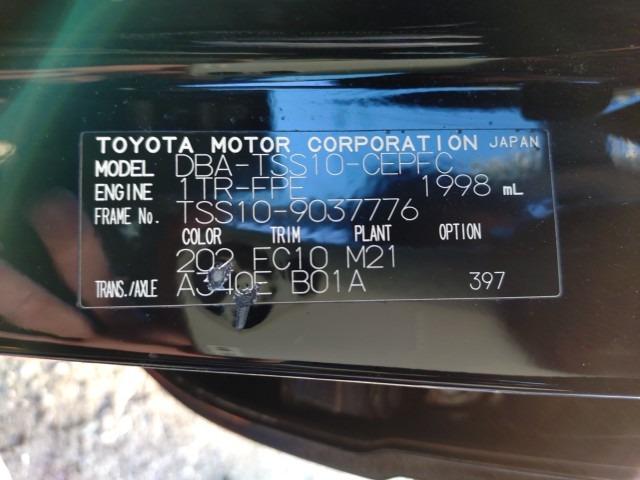 TOYOTA MOTOR CORPORATION JAPAN
MODEL DBA-TSS10-CEPFC
ENGINE 1TR-FPE 1998 mL
FRAME No. TSS10-9037776
COLOR TRIM PLANT OPTION
202 FC10 M21
TRANS./AXLE A340E B01A 397